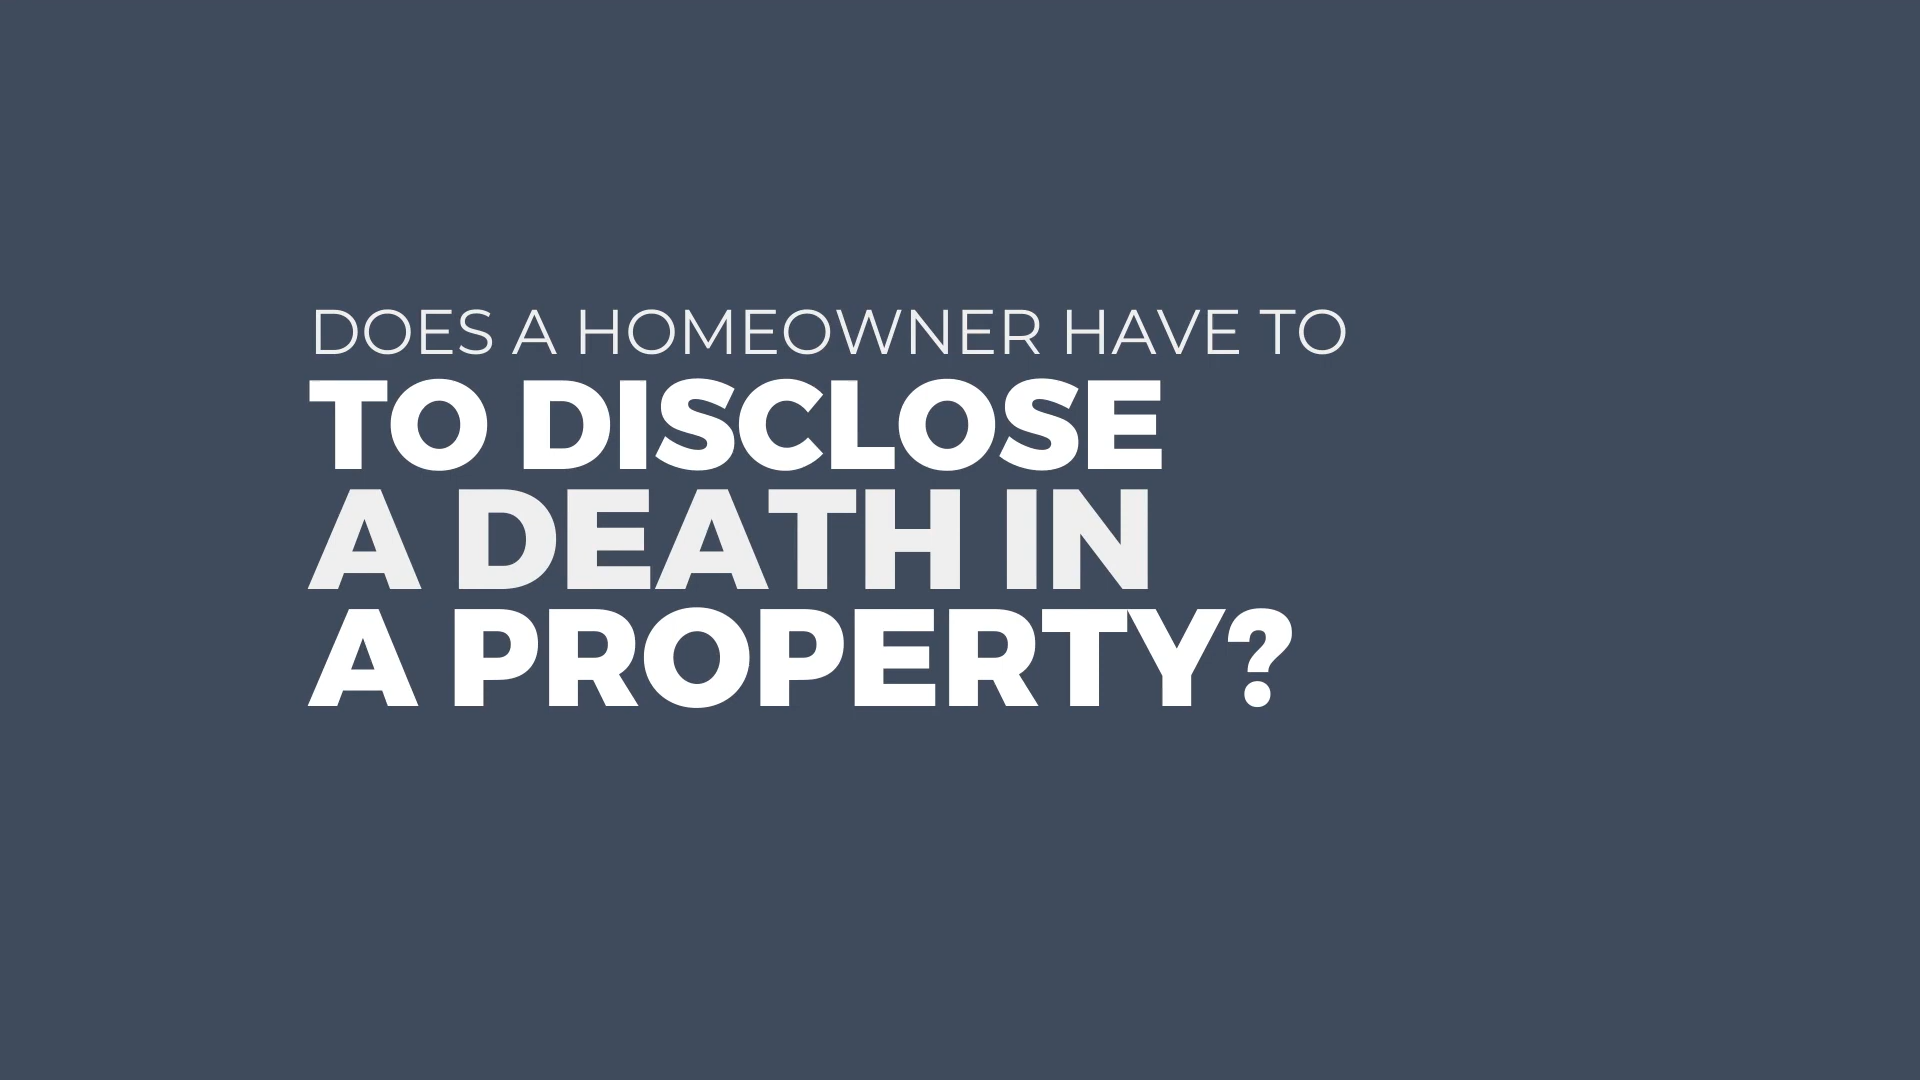 DOES A HOMEOWNER HAVE TO
TO DISCLOSE
A DEATH IN
A PROPERTY?